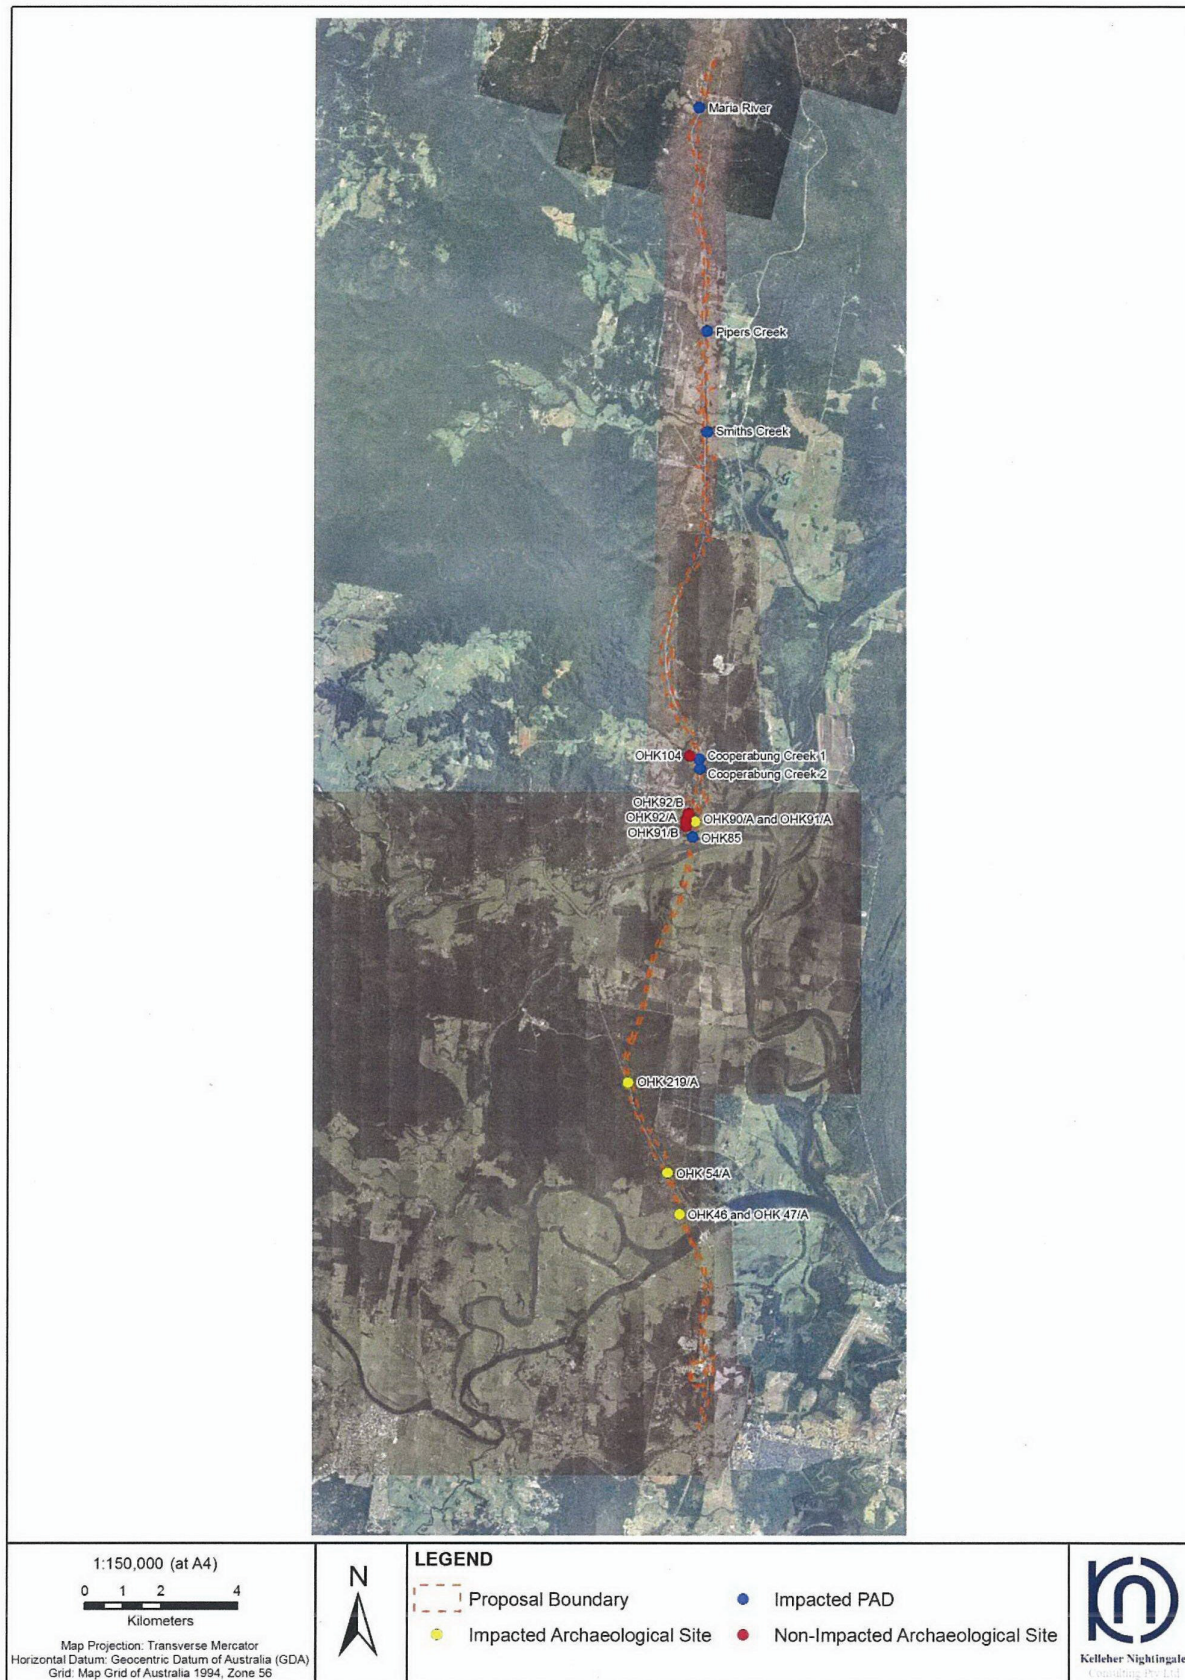 Maria River
Pipers Creek
Smiths Creek
OHK104
Cooperabung Creek 1
Cooperabung Creek 2
OHK92/B
OHK92/A
OHK90/A and OHK91/A
OHK91/B
OHK85
OHK 219/A
OHK 54/A
OHK46 and OHK 47/A
1:150,000 (at A4)
0 1 2 4
Kilometers
Map Projection: Transverse Mercator
Horizontal Datum: Geocentric Datum of Australia (GDA)
Grid: Map Grid of Australia 1994, Zone 56
N
LEGEND
Proposal Boundary
Impacted PAD
Impacted Archaeological Site
Non-Impacted Archaeological Site
Kelleher Nightingale
Consulting Pty Ltd